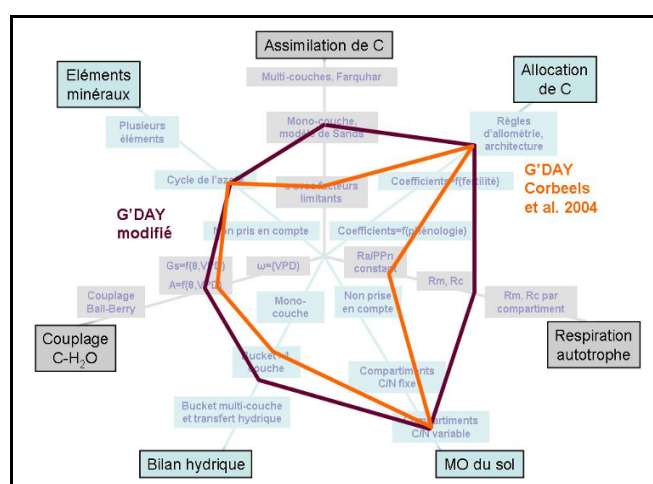 Assimilation de C
Multi-couches, Farquhar
Mono-couche,
modèle de Sands
limitants
Eléments
minéraux
Plusieurs
éléments
Cycle de l'azote
Non pris en compte
Allocation
de C
Règles
d'allométrie,
architecture
Coefficients=f(fertilité)
Coefficients=f(phénologie)
G'DAY
Corbeels
et al. 2004
G'DAY
modifié
Gs=f(θ,VPD)
A=f(θ,VPD)
ω=(VPD)
Couplage
Ball-Berry
Couplage
C-H₂O
Ra/PPn
constant
Rm, Rc
Rm, Rc par
compartiment
Respiration
autotrophe
Mono-
couche
Bucket 1
couche
Bucket multi-couche
et transfert hydrique
Bilan hydrique
Non prise
en compte
Compartiments
C/N fixe
Compartiments
C/N variable
MO du sol